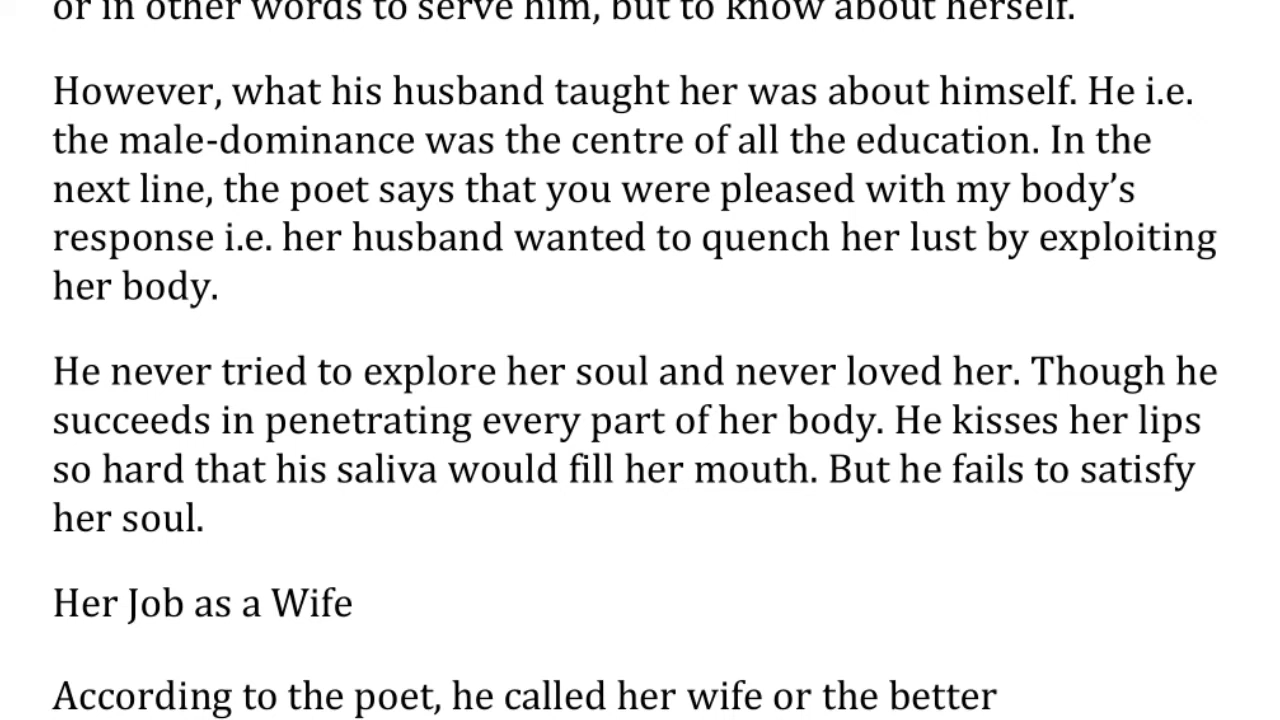 or in other words to serve him, but to know about herself.
However, what his husband taught her was about himself. He i.e.
the male-dominance was the centre of all the education. In the
next line, the poet says that you were pleased with my body’s
response i.e. her husband wanted to quench her lust by exploiting
her body.
He never tried to explore her soul and never loved her. Though he
succeeds in penetrating every part of her body. He kisses her lips
so hard that his saliva would fill her mouth. But he fails to satisfy
her soul.
Her Job as a Wife
According to the poet, he called her wife or the better